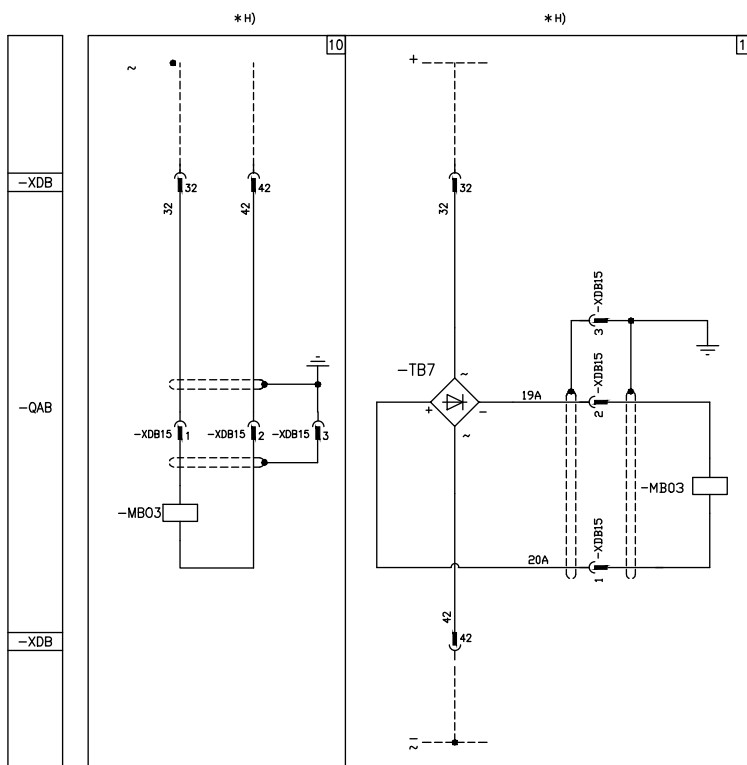 *H)
*H)
10
1
~
+
-XDB
32
42
32
32
42
32
-XDB15
3
-TB7
~
-XDB15
-QAB
+
-
19A
2
~
-XDB15
1
-XDB15
2
-XDB15
3
-MB03
-MB03
-XDB15
20A
1
42
-XDB
42
-
~